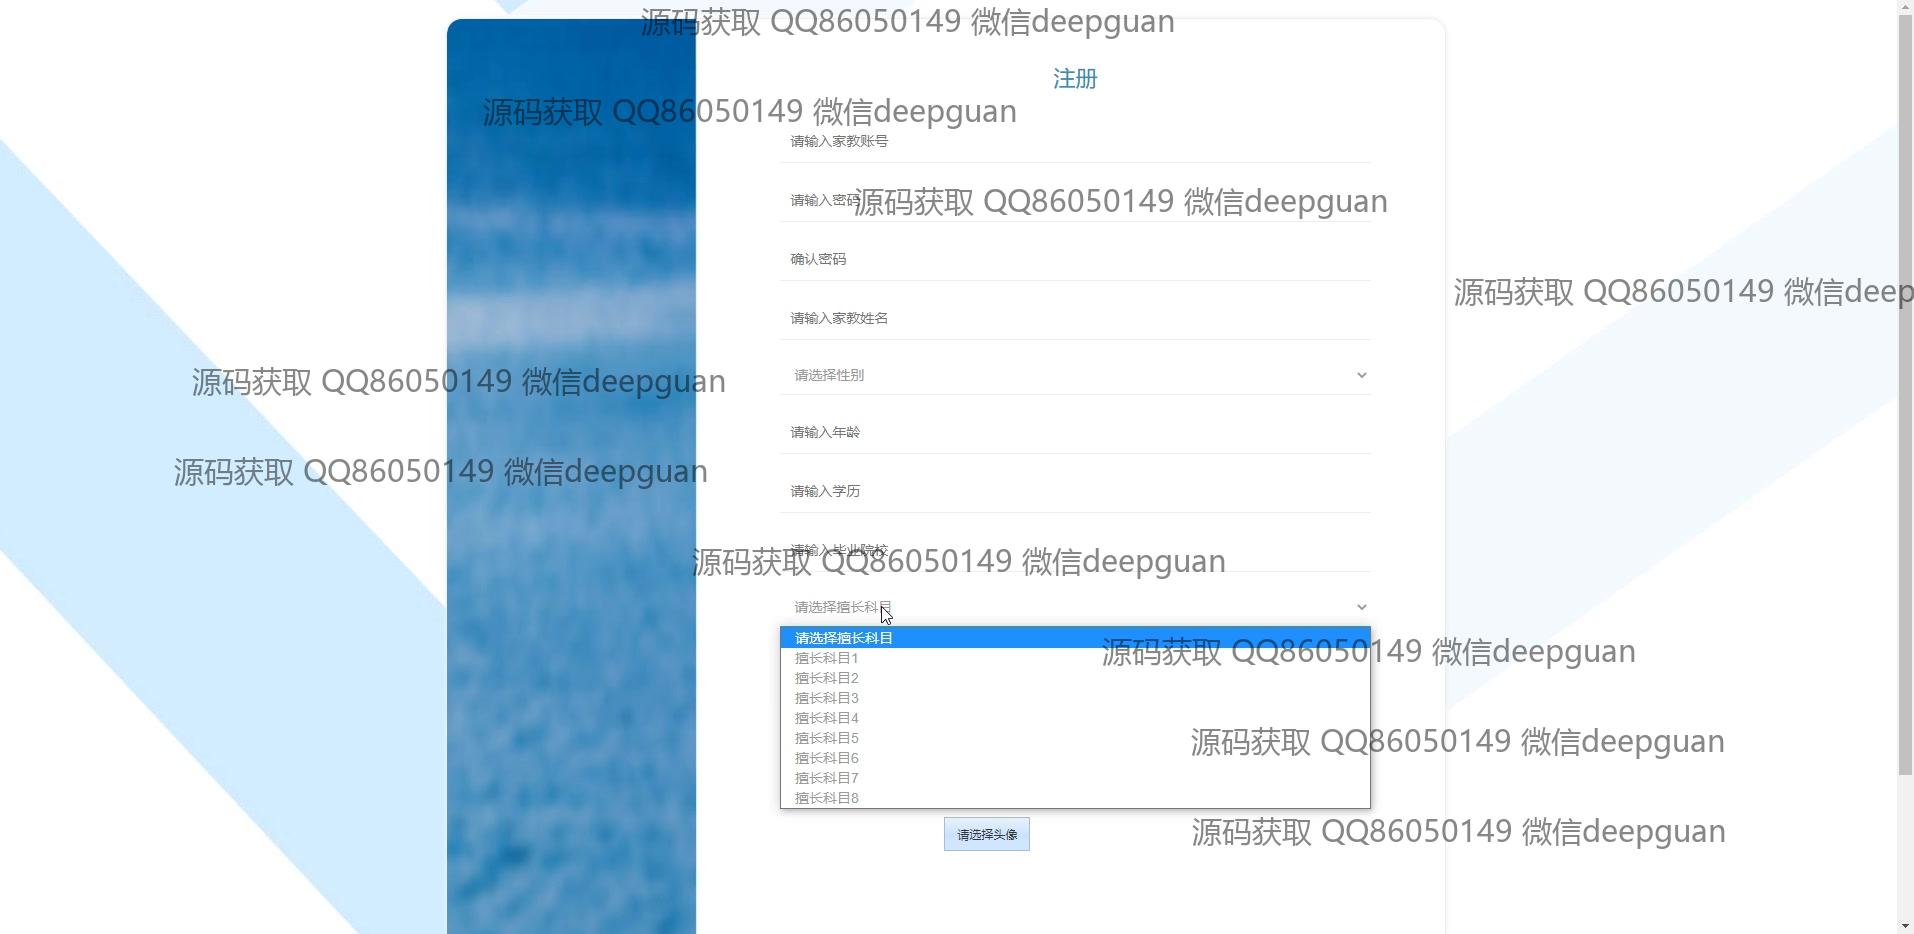 源码获取 QQ86050149 微信deepguan
注册
源码获取 QQ86050149 微信deepguan
请输入家教账号
请输入密码
源码获取 QQ86050149 微信deepguan
确认密码
源码获取 QQ86050149 微信deep
请输入家教姓名
请选择性别
源码获取 QQ86050149 微信deepguan
请输入年龄
源码获取 QQ86050149 微信deepguan
请输入学历
请输入毕业院校
源码获取 QQ86050149 微信deepguan
请选择擅长科目
请选择擅长科目
源码获取 QQ86050149 微信deepguan
擅长科目1
擅长科目2
擅长科目3
擅长科目4
擅长科目5
源码获取 QQ86050149 微信deepguan
擅长科目6
擅长科目7
擅长科目8
请选择头像
源码获取 QQ86050149 微信deepguan